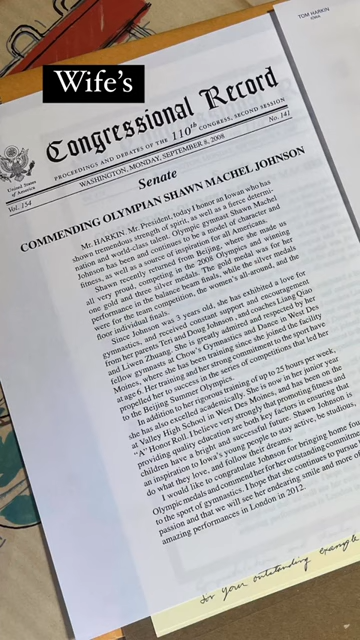 TOM HARKIN
IOWA
Wife's
Congressional Record
United States
of America
PROCEEDINGS AND DEBATES OF THE 110th CONGRESS, SECOND SESSION
Vol. 154
WASHINGTON, MONDAY, SEPTEMBER 8, 2008
No. 141
Senate
COMMENDING OLYMPIAN SHAWN MACHEL JOHNSON
Mr. HARKIN. Mr. President, today I honor an Iowan who has
shown tremendous strength of spirit, as well as a fierce determi-
nation and world-class talent. Olympic gymnast Shawn Machel
Johnson has been and continues to be a model of character and
fitness, as well as a source of inspiration for all Americans.
Shawn recently returned from Beijing, where she made us
all very proud, competing in the 2008 Olympics and winning
one gold and three silver medals. The gold medal was for her
performance in the balance beam finals, while the silver medals
were for the team competition, the women's all-around, and the
floor individual finals.
Since Johnson was 3 years old, she has exhibited a love for
gymnastics, and received constant support and encouragement
from her parents Teri and Doug Johnson, and coaches Liang Qiao
and Liwen Zhuang. She is greatly admired and respected by her
fellow gymnasts at Chow's Gymnastics and Dance in West Des
Moines, where she has been training since she joined the sport
at age 6. Her training and her strong commitment to the sport have
propelled her to success in the series of competitions that led her
to the Beijing Summer Olympics.
In addition to her rigorous training of up to 25 hours per week,
she has also excelled academically. She is now in her junior year
at Valley High School in West Des Moines, and has been on the
"A" Honor Roll. I believe very strongly that promoting fitness and
providing quality education are both key factors in ensuring that
children have a bright and successful future. Shawn Johnson is
an inspiration to Iowa's young people to stay active, be studious,
do what they love, and follow their dreams.
I would like to congratulate Johnson for bringing home four
Olympic medals and commend her for her outstanding commitment
to the sport of gymnastics. I hope that she continues to pursue
passion and that we will see her endearing smile and more of
amazing performances in London in 2012.
for your outstanding example